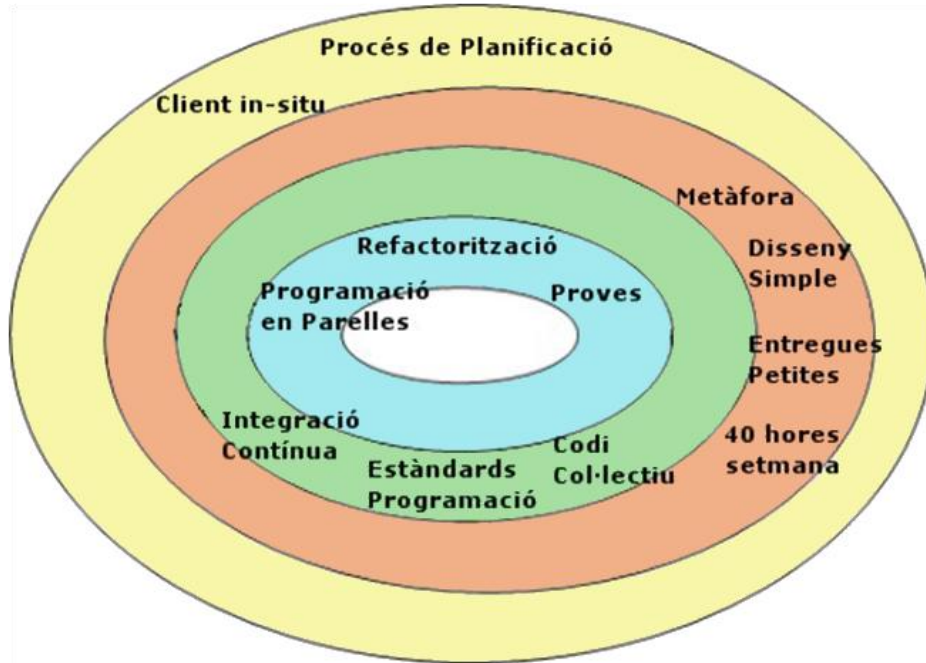 Procés de Planificació
Client in-situ
Metàfora
Refactorització
Disseny
Simple
Programació
en Parelles
Proves
Entregues
Petites
Integració
Contínua
40 hores
setmana
Codi
Col·lectiu
Estàndards
Programació